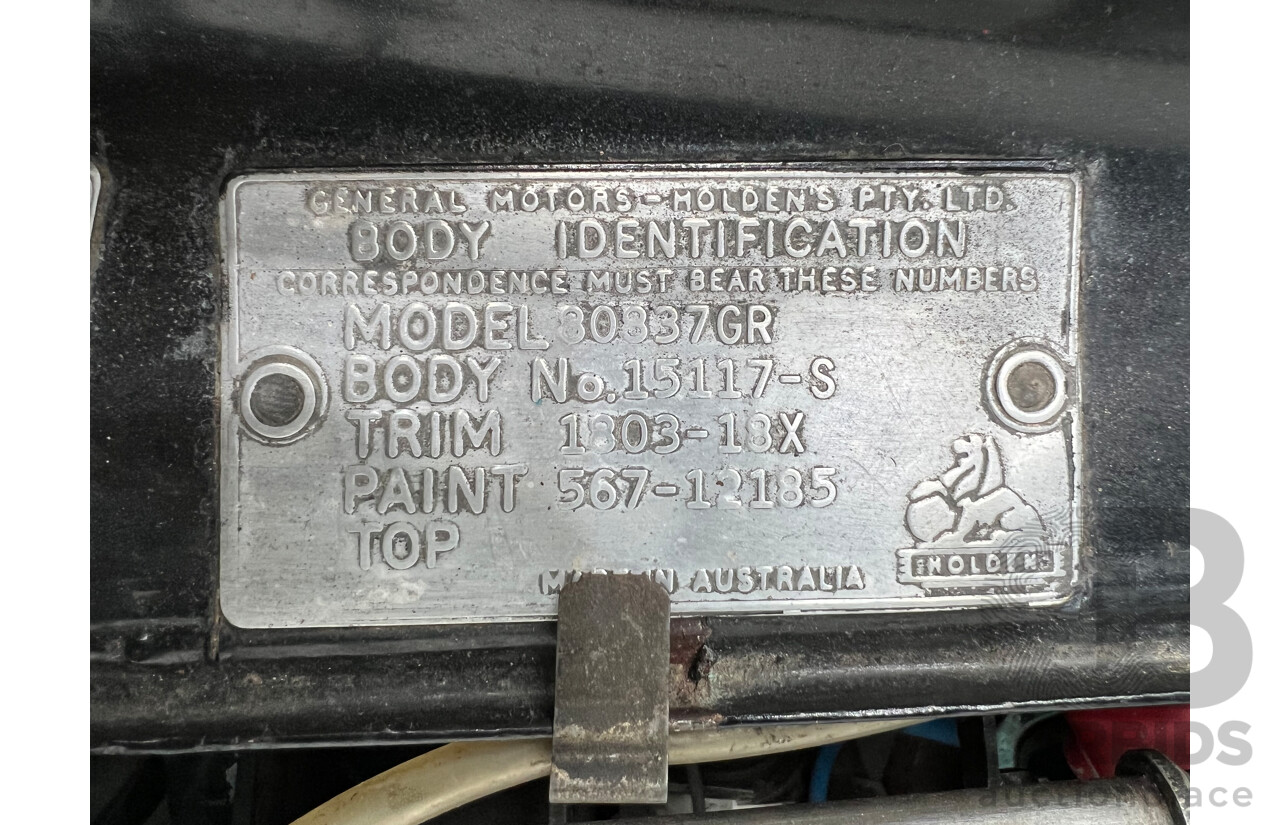 GENERAL MOTORS-HOLDEN'S PTY. LTD.
BODY IDENTIFICATION
CORRESPONDENCE MUST BEAR THESE NUMBERS
MODEL 80337GR
BODY No. 15117-S
TRIM 1803-18X
PAINT 567-12185
TOP
AUSTRALIA
HOLDEN